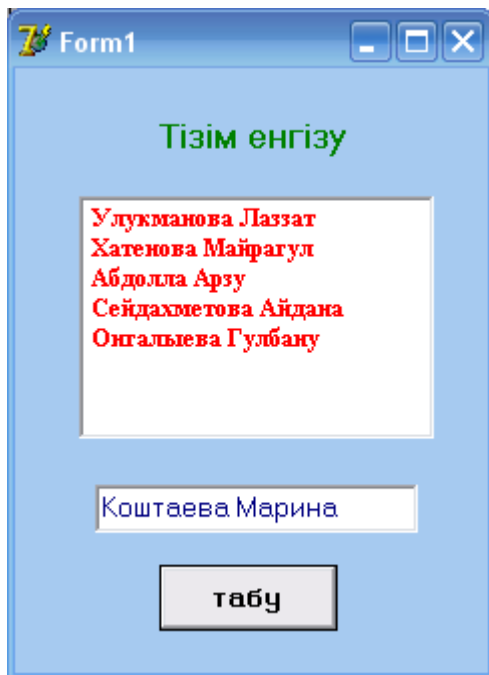 Form1
Тізім енгізу
Улукманова Лаззат
Хатенова Майрагул
Абдолла Арзу
Сейдахметова Айдана
Онгалыева Гулбану
Коштаева Марина
табу